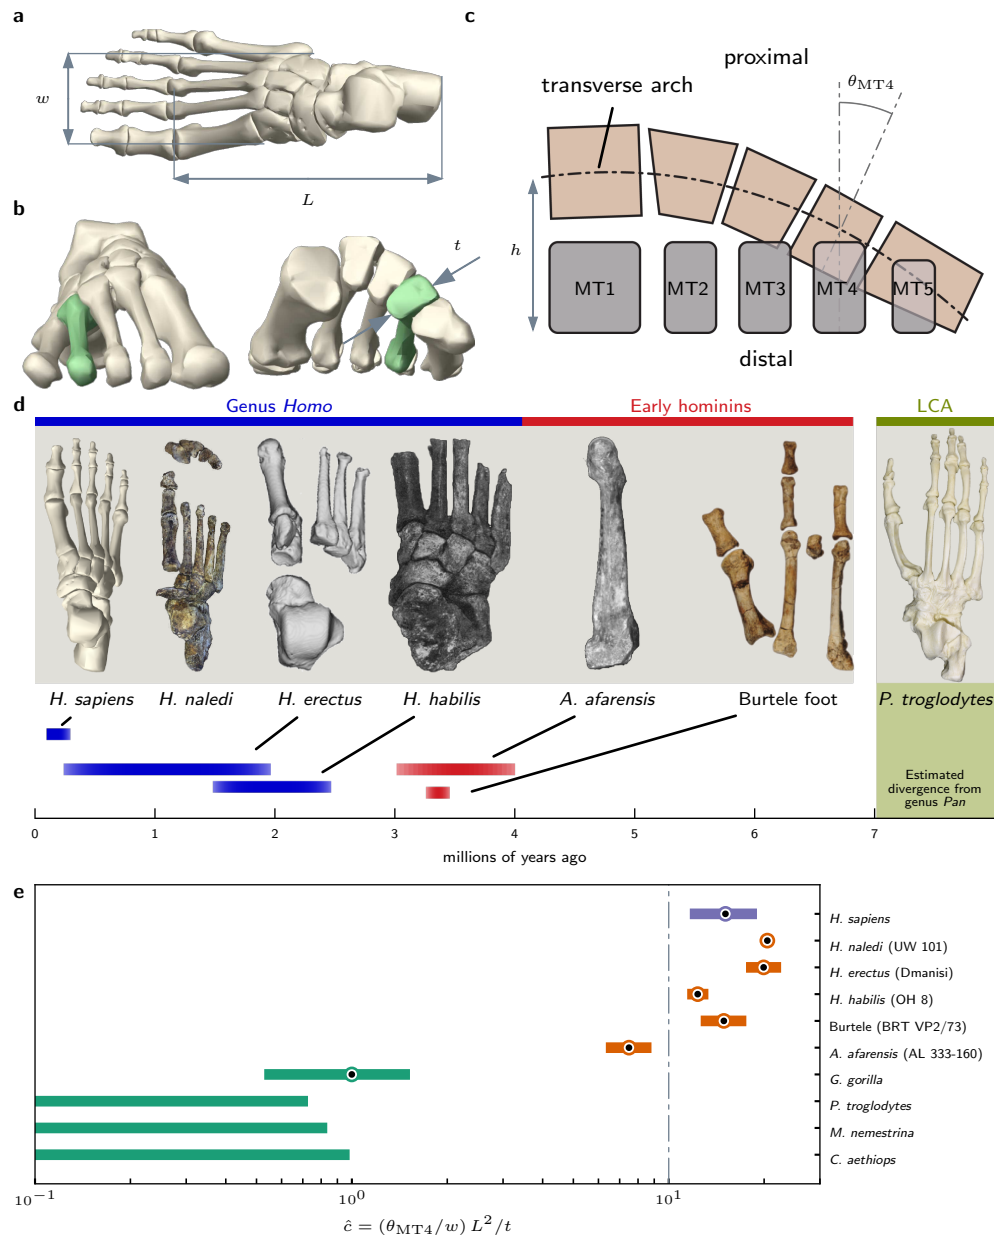 a
w
L
b
t
c
proximal
θMT4
transverse arch
h
MT1 MT2 MT3 MT4 MT5
distal
d
Genus Homo Early hominins LCA
H. sapiens H. naledi H. erectus H. habilis A. afarensis Burtele foot P. troglodytes
Estimated
divergence from
genus Pan
0 1 2 3 4 5 6 7
millions of years ago
e
H. sapiens
H. naledi (UW 101)
H. erectus (Dmanisi)
H. habilis (OH 8)
Burtele (BRT VP2/73)
A. afarensis (AL 333-160)
G. gorilla
P. troglodytes
M. nemestrina
C. aethiops
10⁻¹ 10⁰ 10¹
ĉ = (θMT4/w) L²/t